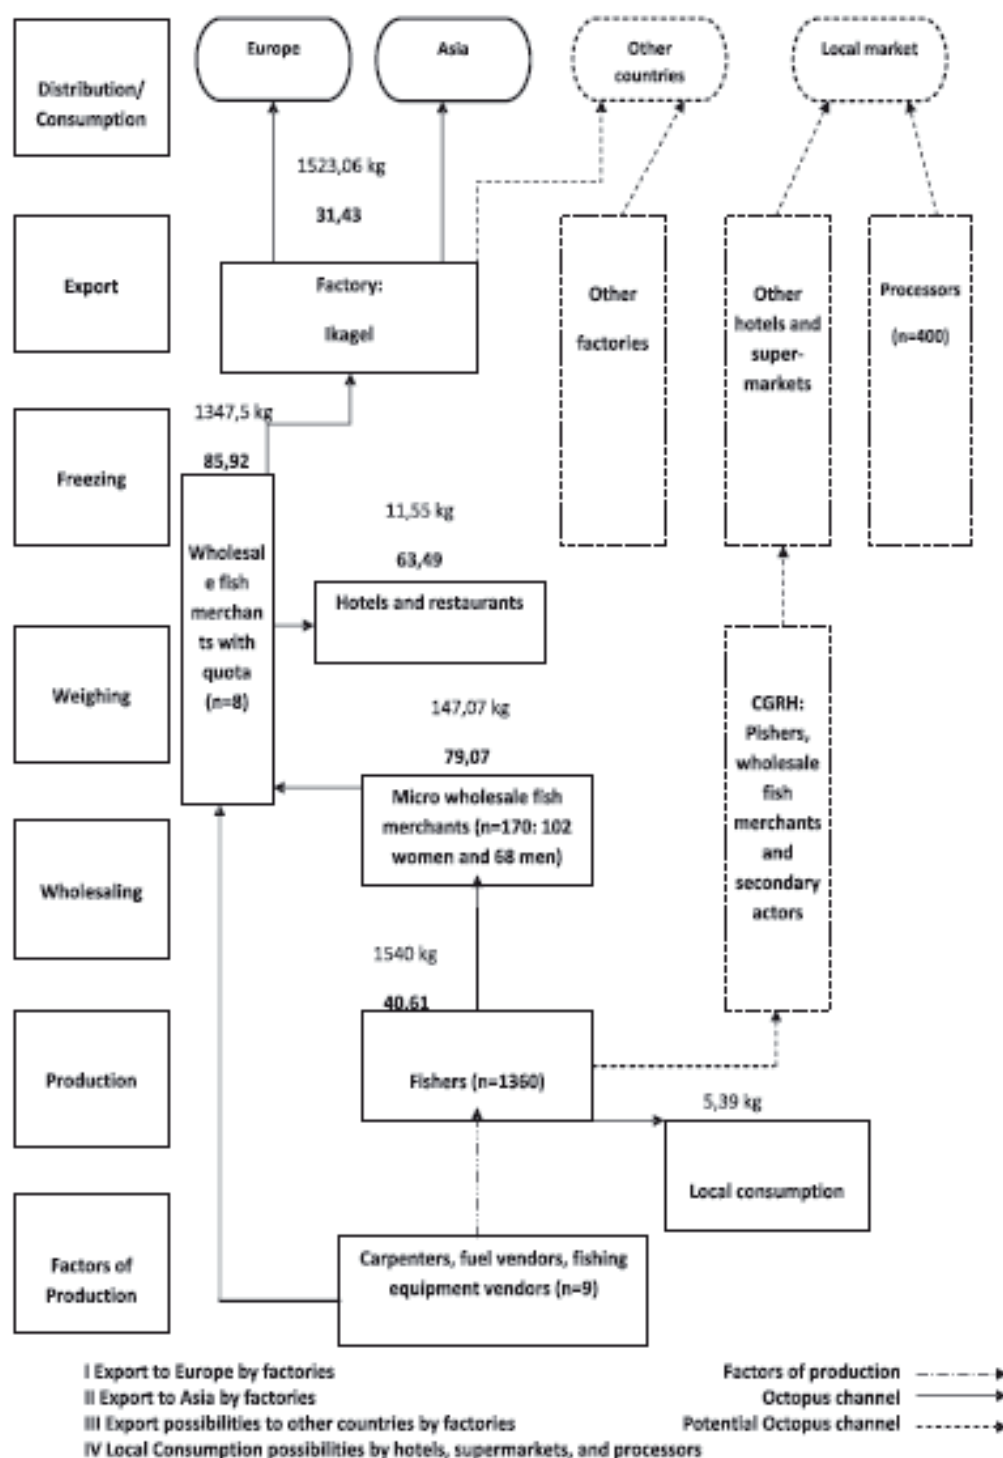 Distribution/
Consumption
Europe
Asia
Other
countries
Local market
1523,06 kg
31,43
Export
Factory:
Ikagel
Other
factories
Other
hotels and
super-
markets
Processors
(n=400)
Freezing
1347,5 kg
85,92
Wholesal
e fish
merchan
ts with
quota
(n=8)
11,55 kg
63,49
Hotels and restaurants
Weighing
147,07 kg
79,07
CGRH:
Pishers,
wholesale
fish
merchants
and
secondary
actors
Micro wholesale fish
merchants (n=170: 102
women and 68 men)
Wholesaling
1540 kg
40,61
Production
Fishers (n=1360)
5,39 kg
Local consumption
Factors of
Production
Carpenters, fuel vendors, fishing
equipment vendors (n=9)
I Export to Europe by factories
II Export to Asia by factories
III Export possibilities to other countries by factories
IV Local Consumption possibilities by hotels, supermarkets, and processors
Factors of production
Octopus channel
Potential Octopus channel